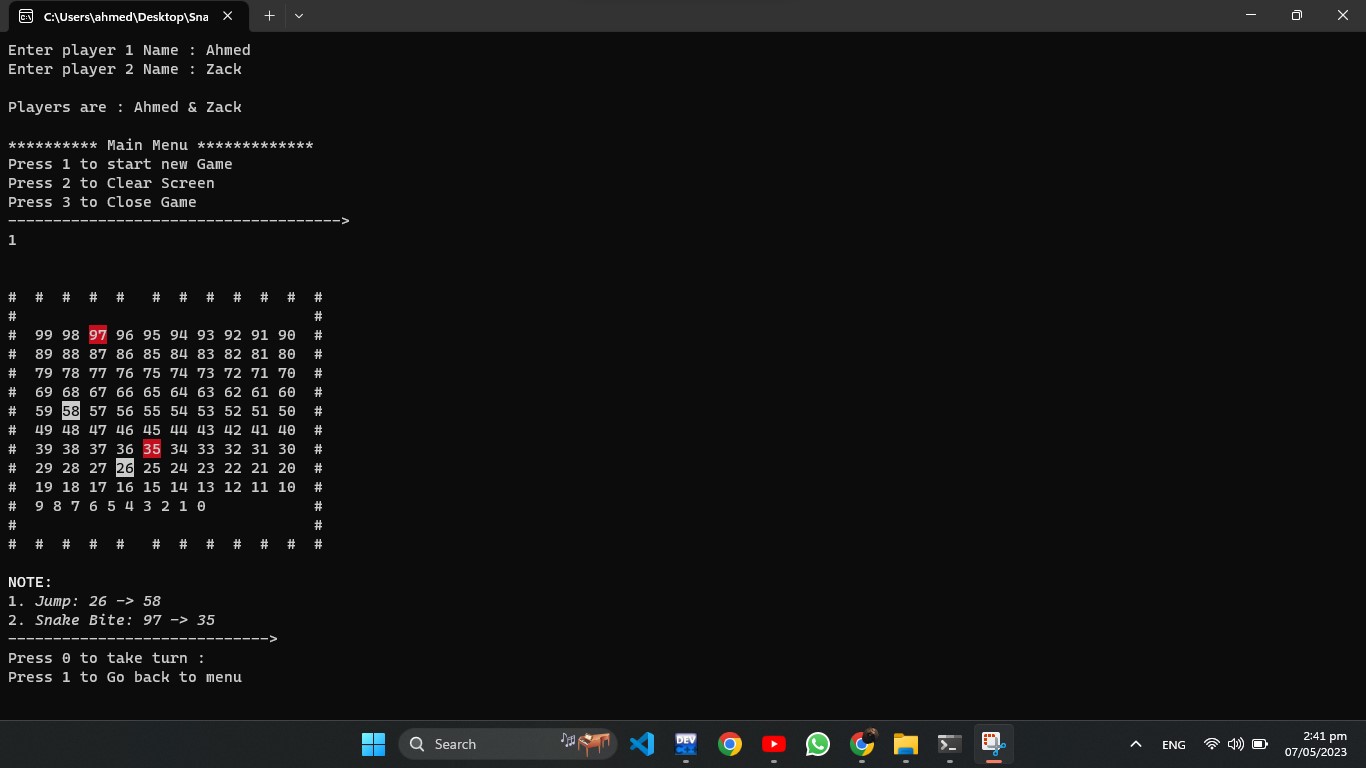 C:\Users\ahmed\Desktop\Sna
Enter player 1 Name : Ahmed
Enter player 2 Name : Zack
Players are : Ahmed & Zack
********** Main Menu *************
Press 1 to start new Game
Press 2 to Clear Screen
Press 3 to Close Game
------------------------------------->
1
#  #  #  #  #   #  #  #  #  #  #  #
#                                 #
#  99 98 97 96 95 94 93 92 91 90  #
#  89 88 87 86 85 84 83 82 81 80  #
#  79 78 77 76 75 74 73 72 71 70  #
#  69 68 67 66 65 64 63 62 61 60  #
#  59 58 57 56 55 54 53 52 51 50  #
#  49 48 47 46 45 44 43 42 41 40  #
#  39 38 37 36 35 34 33 32 31 30  #
#  29 28 27 26 25 24 23 22 21 20  #
#  19 18 17 16 15 14 13 12 11 10  #
#  9 8 7 6 5 4 3 2 1 0            #
#                                 #
#  #  #  #  #   #  #  #  #  #  #  #
NOTE:
1. Jump: 26 -> 58
2. Snake Bite: 97 -> 35
----------------------------->
Press 0 to take turn :
Press 1 to Go back to menu
Search
DEV
ENG
2:41 pm
07/05/2023